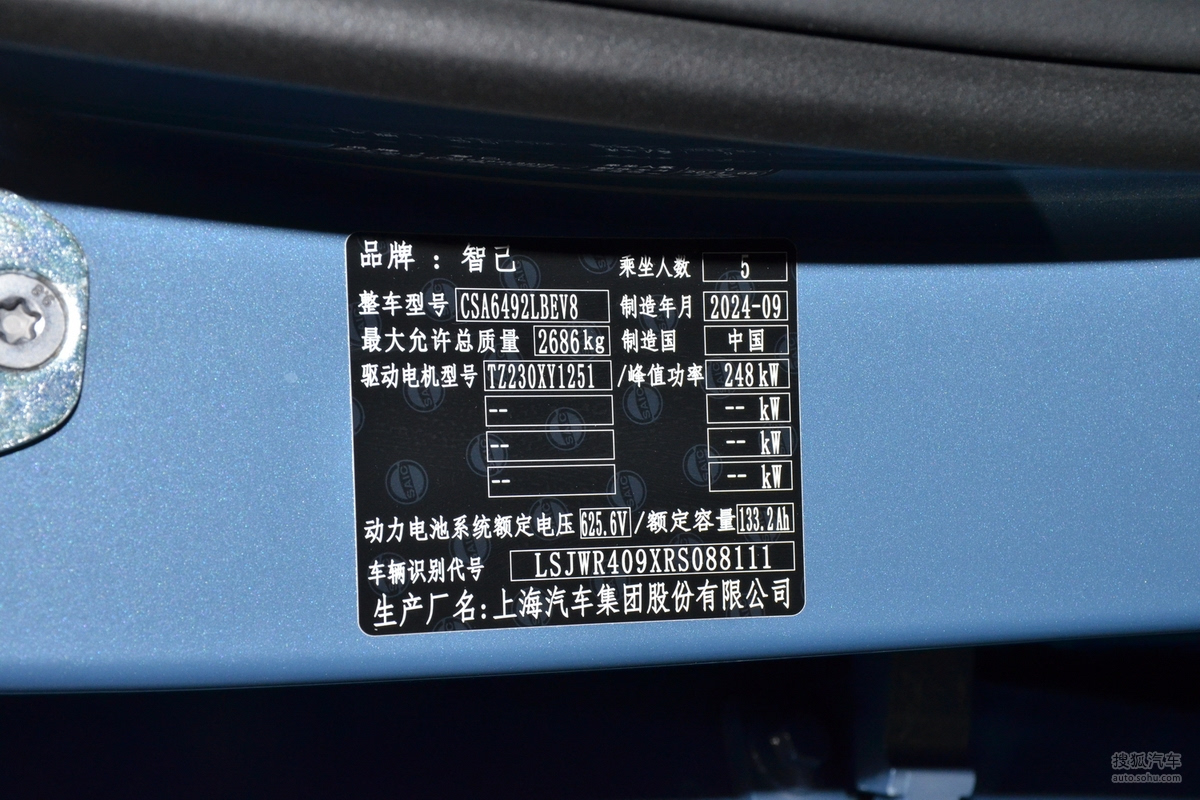 品牌：智己 乘坐人数 5
整车型号 CSA6492LBEV8 制造年月 2024-09
最大允许总质量 2686kg 制造国 中国
驱动电机型号 TZ230XY1251 /峰值功率 248kW
-- -- kW
-- -- kW
-- -- kW
动力电池系统额定电压 625.6V /额定容量 133.2Ah
车辆识别代号 LSJWR409XRS088111
生产厂名:上海汽车集团股份有限公司
搜狐汽车
auto.sohu.com